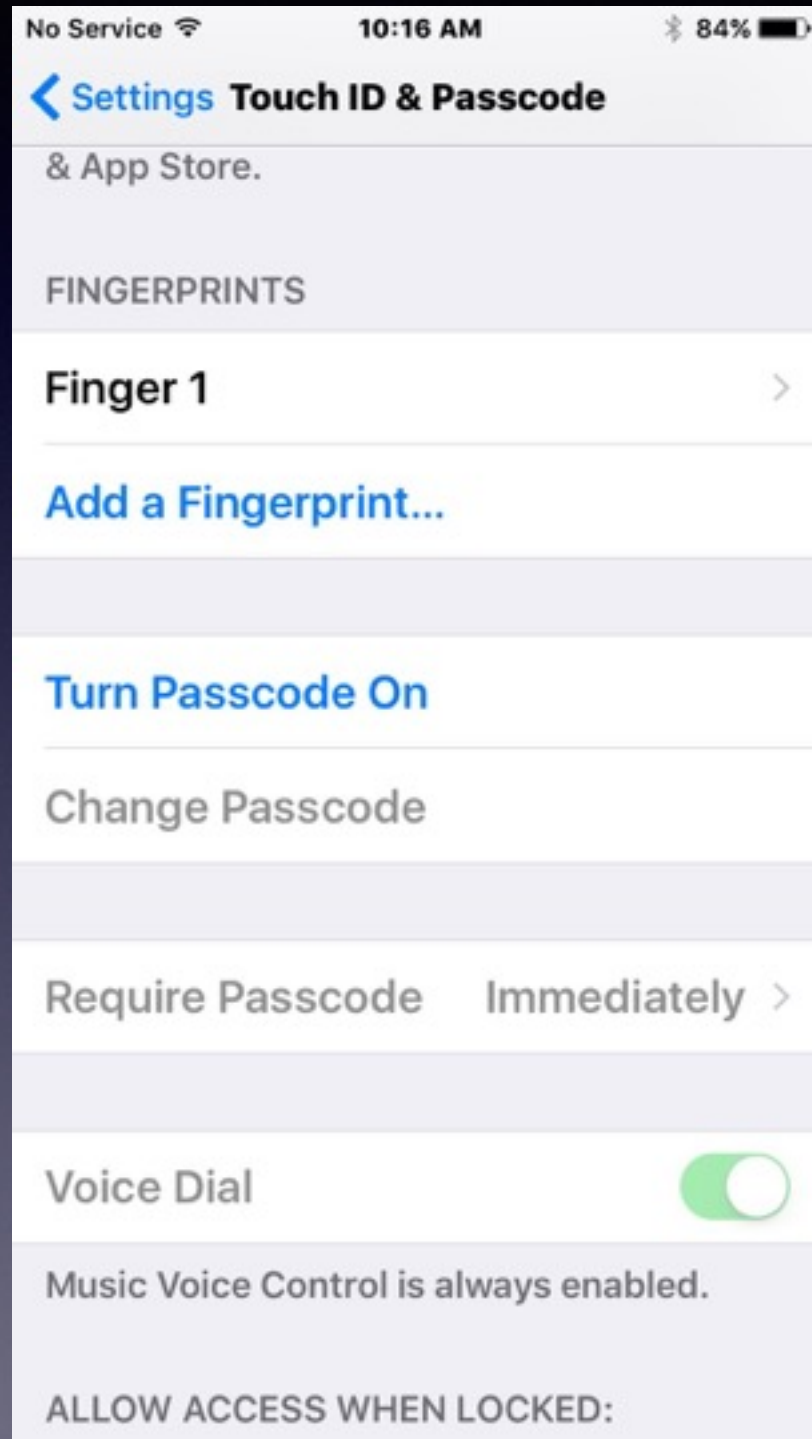 No Service 10:16 AM 84%
Settings Touch ID & Passcode
& App Store.
FINGERPRINTS
Finger 1
Add a Fingerprint...
Turn Passcode On
Change Passcode
Require Passcode Immediately
Voice Dial
Music Voice Control is always enabled.
ALLOW ACCESS WHEN LOCKED: